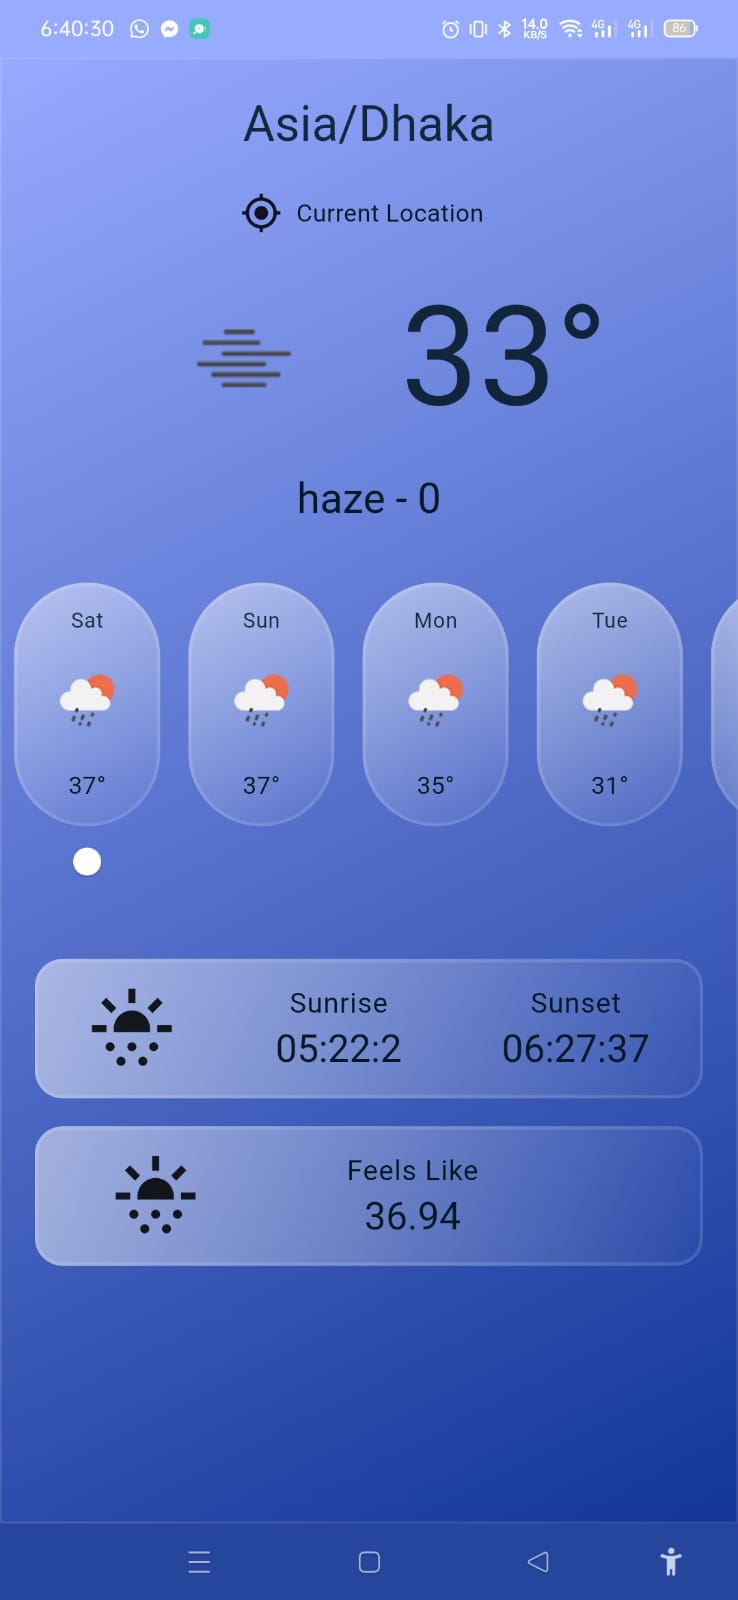 6:40:30 14.0 KB/S 4G 4G 86
Asia/Dhaka
Current Location
33°
haze - 0
Sat Sun Mon Tue
37° 37° 35° 31°
Sunrise Sunset
05:22:2 06:27:37
Feels Like
36.94